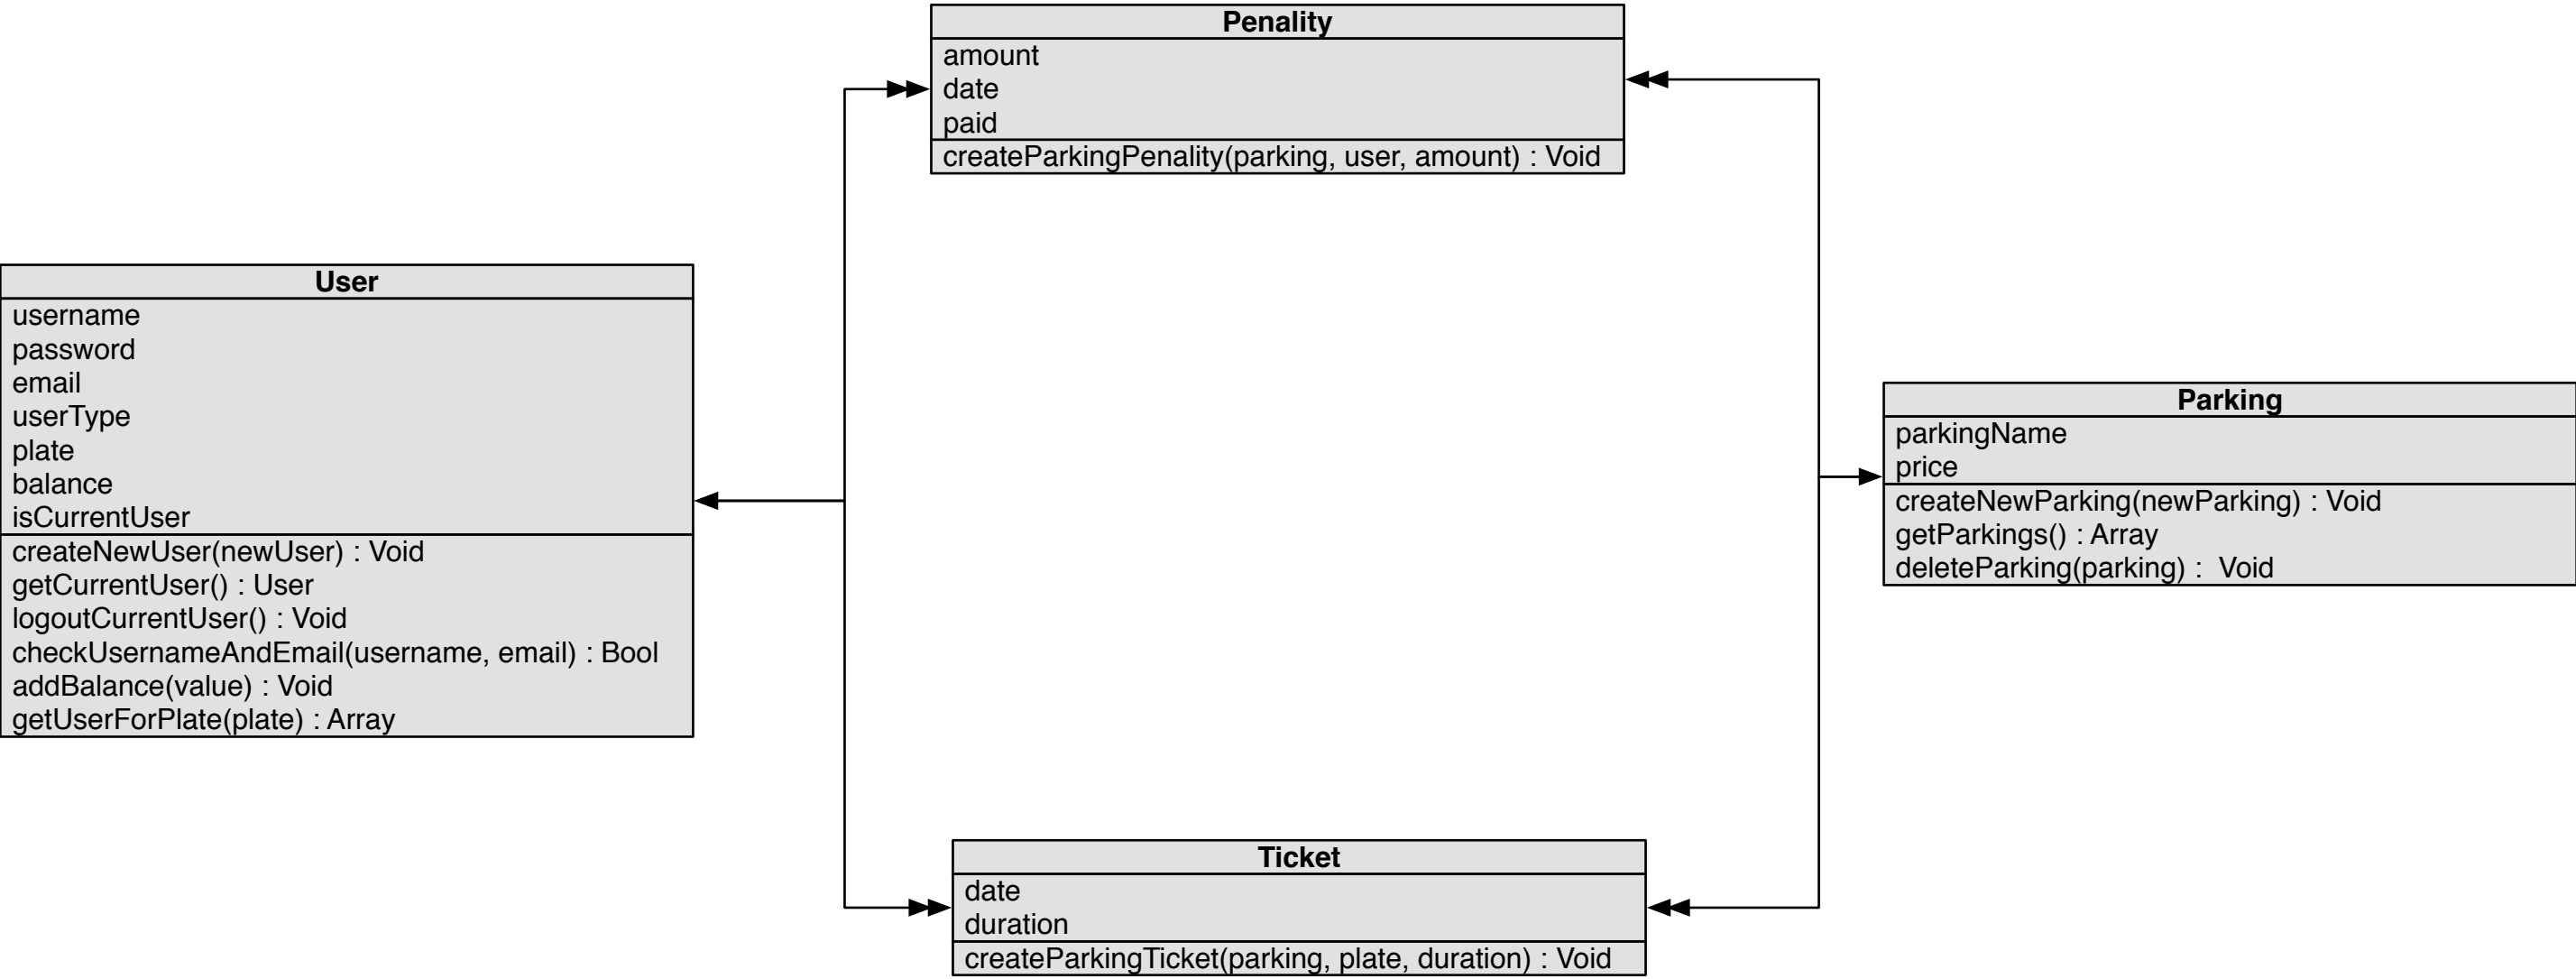 Penality
amount
date
paid
createParkingPenality(parking, user, amount) : Void
User
username
password
email
userType
plate
balance
isCurrentUser
createNewUser(newUser) : Void
getCurrentUser() : User
logoutCurrentUser() : Void
checkUsernameAndEmail(username, email) : Bool
addBalance(value) : Void
getUserForPlate(plate) : Array
Parking
parkingName
price
createNewParking(newParking) : Void
getParkings() : Array
deleteParking(parking) :  Void
Ticket
date
duration
createParkingTicket(parking, plate, duration) : Void